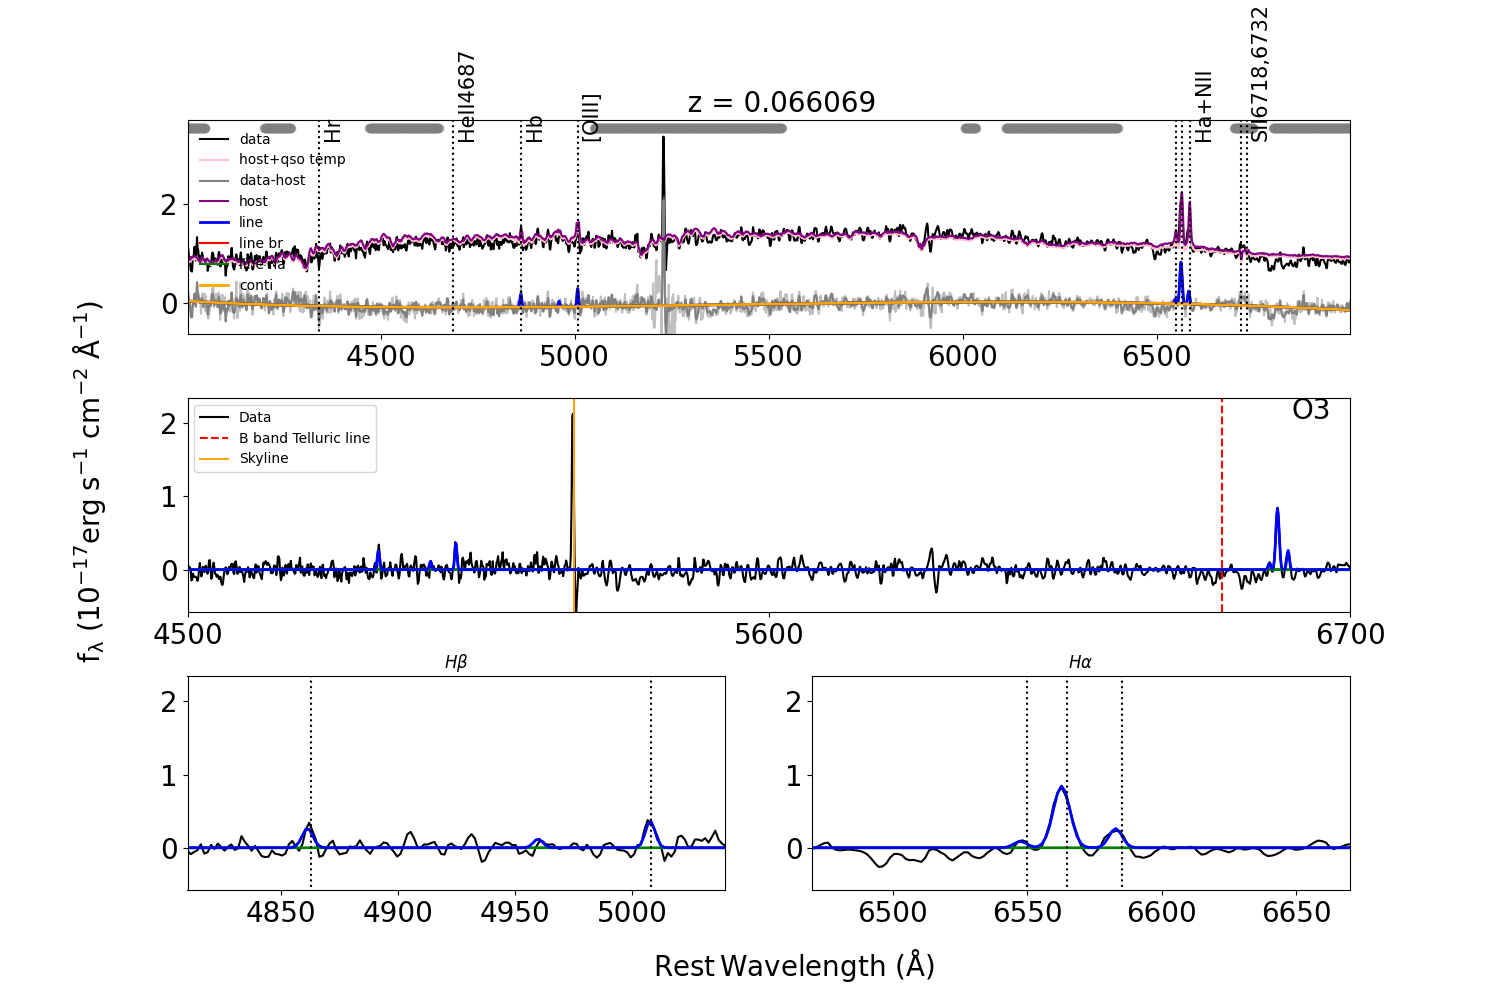 z = 0.066069
Hr
HeII4687
Hb
[OIII]
Ha+NII
SII6718,6732
data
host+qso temp
data-host
host
line
line br
line na
conti
2
0
4500 5000 5500 6000 6500
fλ (10⁻¹⁷erg s⁻¹ cm⁻² Å⁻¹)
O3
Data
B band Telluric line
Skyline
2
1
0
4500 5600 6700
Hβ
2
1
0
4850 4900 4950 5000
Hα
2
1
0
6500 6550 6600 6650
Rest Wavelength (Å)